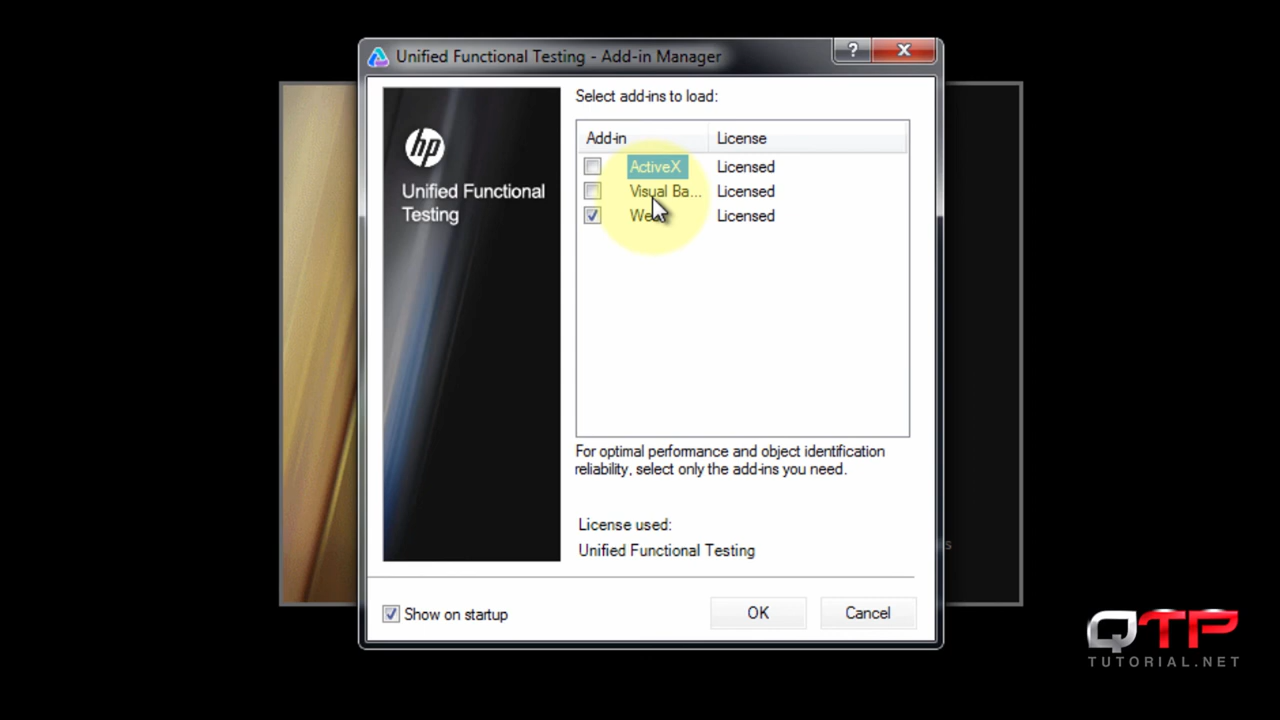 Unified Functional Testing - Add-in Manager
?
hp
Unified Functional
Testing
Select add-ins to load:
Add-in License
ActiveX Licensed
Visual Ba... Licensed
Licensed
For optimal performance and object identification
reliability, select only the add-ins you need.
License used:
Unified Functional Testing
Show on startup
OK
Cancel
QTP
TUTORIAL.NET